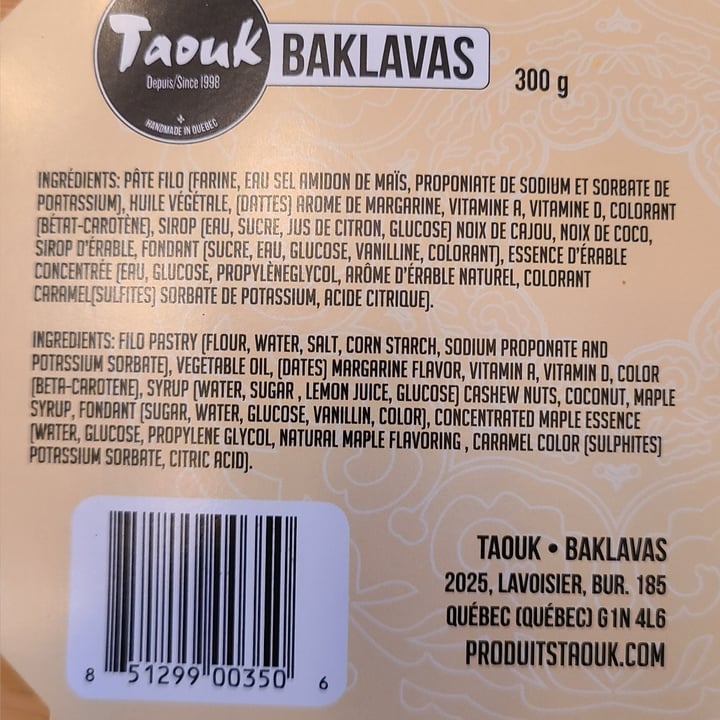 Taouk
Depuis/Since 1998
HANDMADE IN QUEBEC
BAKLAVAS
300 g
INGRÉDIENTS: PÂTE FILO (FARINE, EAU SEL AMIDON DE MAÏS, PROPONIATE DE SODIUM ET SORBATE DE
POATASSIUM), HUILE VÉGÉTALE, (DATTES) AROME DE MARGARINE, VITAMINE A, VITAMINE D, COLORANT
(BÉTAT-CAROTÈNE), SIROP (EAU, SUCRE, JUS DE CITRON, GLUCOSE) NOIX DE CAJOU, NOIX DE COCO,
SIROP D'ÉRABLE, FONDANT (SUCRE, EAU, GLUCOSE, VANILLINE, COLORANT), ESSENCE D'ÉRABLE
CONCENTRÉE (EAU, GLUCOSE, PROPYLÈNEGLYCOL, ARÔME D'ÉRABLE NATUREL, COLORANT
CARAMEL(SULFITES) SORBATE DE POTASSIUM, ACIDE CITRIQUE).
INGREDIENTS: FILO PASTRY (FLOUR, WATER, SALT, CORN STARCH, SODIUM PROPONATE AND
POTASSIUM SORBATE), VEGETABLE OIL, (DATES) MARGARINE FLAVOR, VITAMIN A, VITAMIN D, COLOR
(BETA-CAROTENE), SYRUP (WATER, SUGAR , LEMON JUICE, GLUCOSE) CASHEW NUTS, COCONUT, MAPLE
SYRUP, FONDANT (SUGAR, WATER, GLUCOSE, VANILLIN, COLOR), CONCENTRATED MAPLE ESSENCE
(WATER, GLUCOSE, PROPYLENE GLYCOL, NATURAL MAPLE FLAVORING , CARAMEL COLOR (SULPHITES)
POTASSIUM SORBATE, CITRIC ACID).
TAOUK • BAKLAVAS
2025, LAVOISIER, BUR. 185
QUÉBEC (QUÉBEC) G1N 4L6
PRODUITSTAOUK.COM
8 51299 00350 6